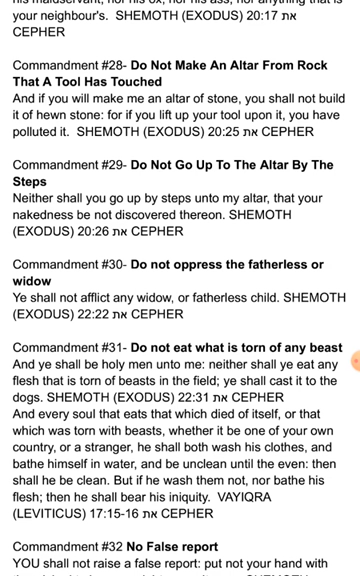 his maidservant, nor his ox, nor his ass, nor anything that is
your neighbour's. SHEMOTH (EXODUS) 20:17 את
CEPHER
Commandment #28- Do Not Make An Altar From Rock
That A Tool Has Touched
And if you will make me an altar of stone, you shall not build
it of hewn stone: for if you lift up your tool upon it, you have
polluted it. SHEMOTH (EXODUS) 20:25 את CEPHER
Commandment #29- Do Not Go Up To The Altar By The
Steps
Neither shall you go up by steps unto my altar, that your
nakedness be not discovered thereon. SHEMOTH
(EXODUS) 20:26 את CEPHER
Commandment #30- Do not oppress the fatherless or
widow
Ye shall not afflict any widow, or fatherless child. SHEMOTH
(EXODUS) 22:22 את CEPHER
Commandment #31- Do not eat what is torn of any beast
And ye shall be holy men unto me: neither shall ye eat any
flesh that is torn of beasts in the field; ye shall cast it to the
dogs. SHEMOTH (EXODUS) 22:31 את CEPHER
And every soul that eats that which died of itself, or that
which was torn with beasts, whether it be one of your own
country, or a stranger, he shall both wash his clothes, and
bathe himself in water, and be unclean until the even: then
shall he be clean. But if he wash them not, nor bathe his
flesh; then he shall bear his iniquity. VAYIQRA
(LEVITICUS) 17:15-16 את CEPHER
Commandment #32 No False report
YOU shall not raise a false report: put not your hand with